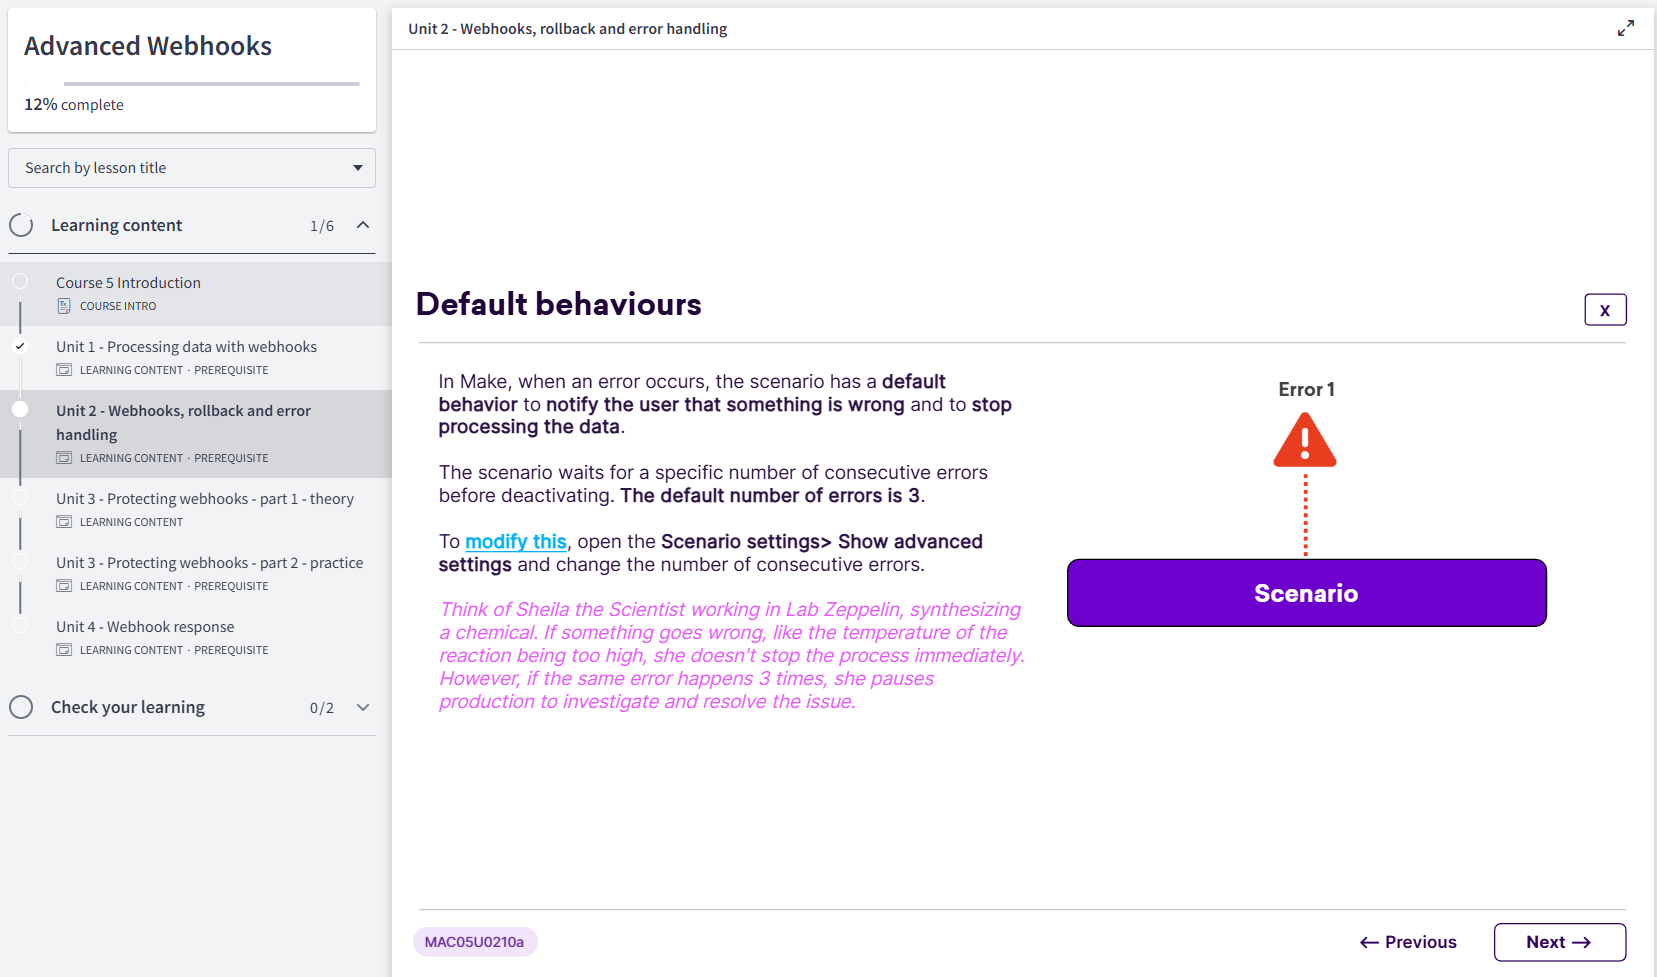 Advanced Webhooks
12% complete
Search by lesson title
Learning content 1/6
Course 5 Introduction
COURSE INTRO
Unit 1 - Processing data with webhooks
LEARNING CONTENT · PREREQUISITE
Unit 2 - Webhooks, rollback and error
handling
LEARNING CONTENT · PREREQUISITE
Unit 3 - Protecting webhooks - part 1 - theory
LEARNING CONTENT
Unit 3 - Protecting webhooks - part 2 - practice
LEARNING CONTENT · PREREQUISITE
Unit 4 - Webhook response
LEARNING CONTENT · PREREQUISITE
Check your learning 0/2
Unit 2 - Webhooks, rollback and error handling
Default behaviours
X
In Make, when an error occurs, the scenario has a default
behavior to notify the user that something is wrong and to stop
processing the data.
The scenario waits for a specific number of consecutive errors
before deactivating. The default number of errors is 3.
To modify this, open the Scenario settings> Show advanced
settings and change the number of consecutive errors.
Think of Sheila the Scientist working in Lab Zeppelin, synthesizing
a chemical. If something goes wrong, like the temperature of the
reaction being too high, she doesn't stop the process immediately.
However, if the same error happens 3 times, she pauses
production to investigate and resolve the issue.
Error 1
Scenario
MAC05U0210a
← Previous
Next →